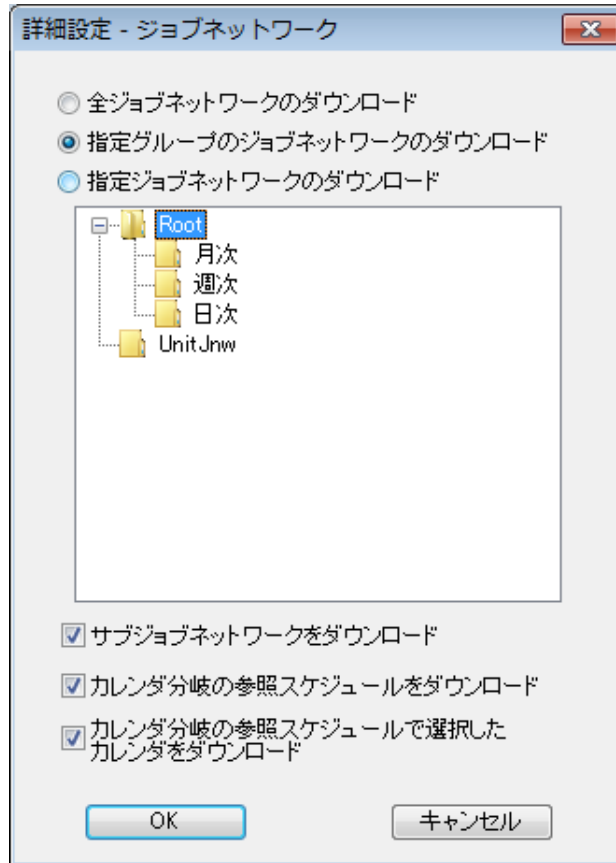 詳細設定 - ジョブネットワーク
全ジョブネットワークのダウンロード
指定グループのジョブネットワークのダウンロード
指定ジョブネットワークのダウンロード
Root
月次
週次
日次
UnitJnw
サブジョブネットワークをダウンロード
カレンダ分岐の参照スケジュールをダウンロード
カレンダ分岐の参照スケジュールで選択した
カレンダをダウンロード
OK キャンセル